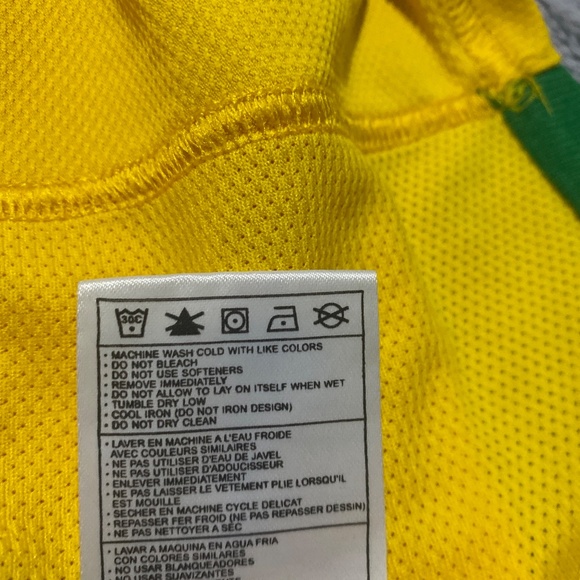 30C
· MACHINE WASH COLD WITH LIKE COLORS
· DO NOT BLEACH
· DO NOT USE SOFTENERS
· REMOVE IMMEDIATELY
· DO NOT ALLOW TO LAY ON ITSELF WHEN WET
· TUMBLE DRY LOW
· COOL IRON (DO NOT IRON DESIGN)
· DO NOT DRY CLEAN
· LAVER EN MACHINE A L'EAU FROIDE
AVEC COULEURS SIMILAIRES
· NE PAS UTILISER D'EAU DE JAVEL
· NE PAS UTILISER D'ADOUCISSEUR
· ENLEVER IMMEDIATEMENT
· NE PAS LAISSER LE VETEMENT PLIE LORSQU'IL
EST MOUILLE
· SECHER EN MACHINE CYCLE DELICAT
· REPASSER FER FROID (NE PAS REPASSER DESSIN)
· NE PAS NETTOYER A SEC
· LAVAR A MAQUINA EN AGUA FRIA
CON COLORES SIMILARES
· NO USAR BLANQUEADORES
· NO USAR SUAVIZANTES